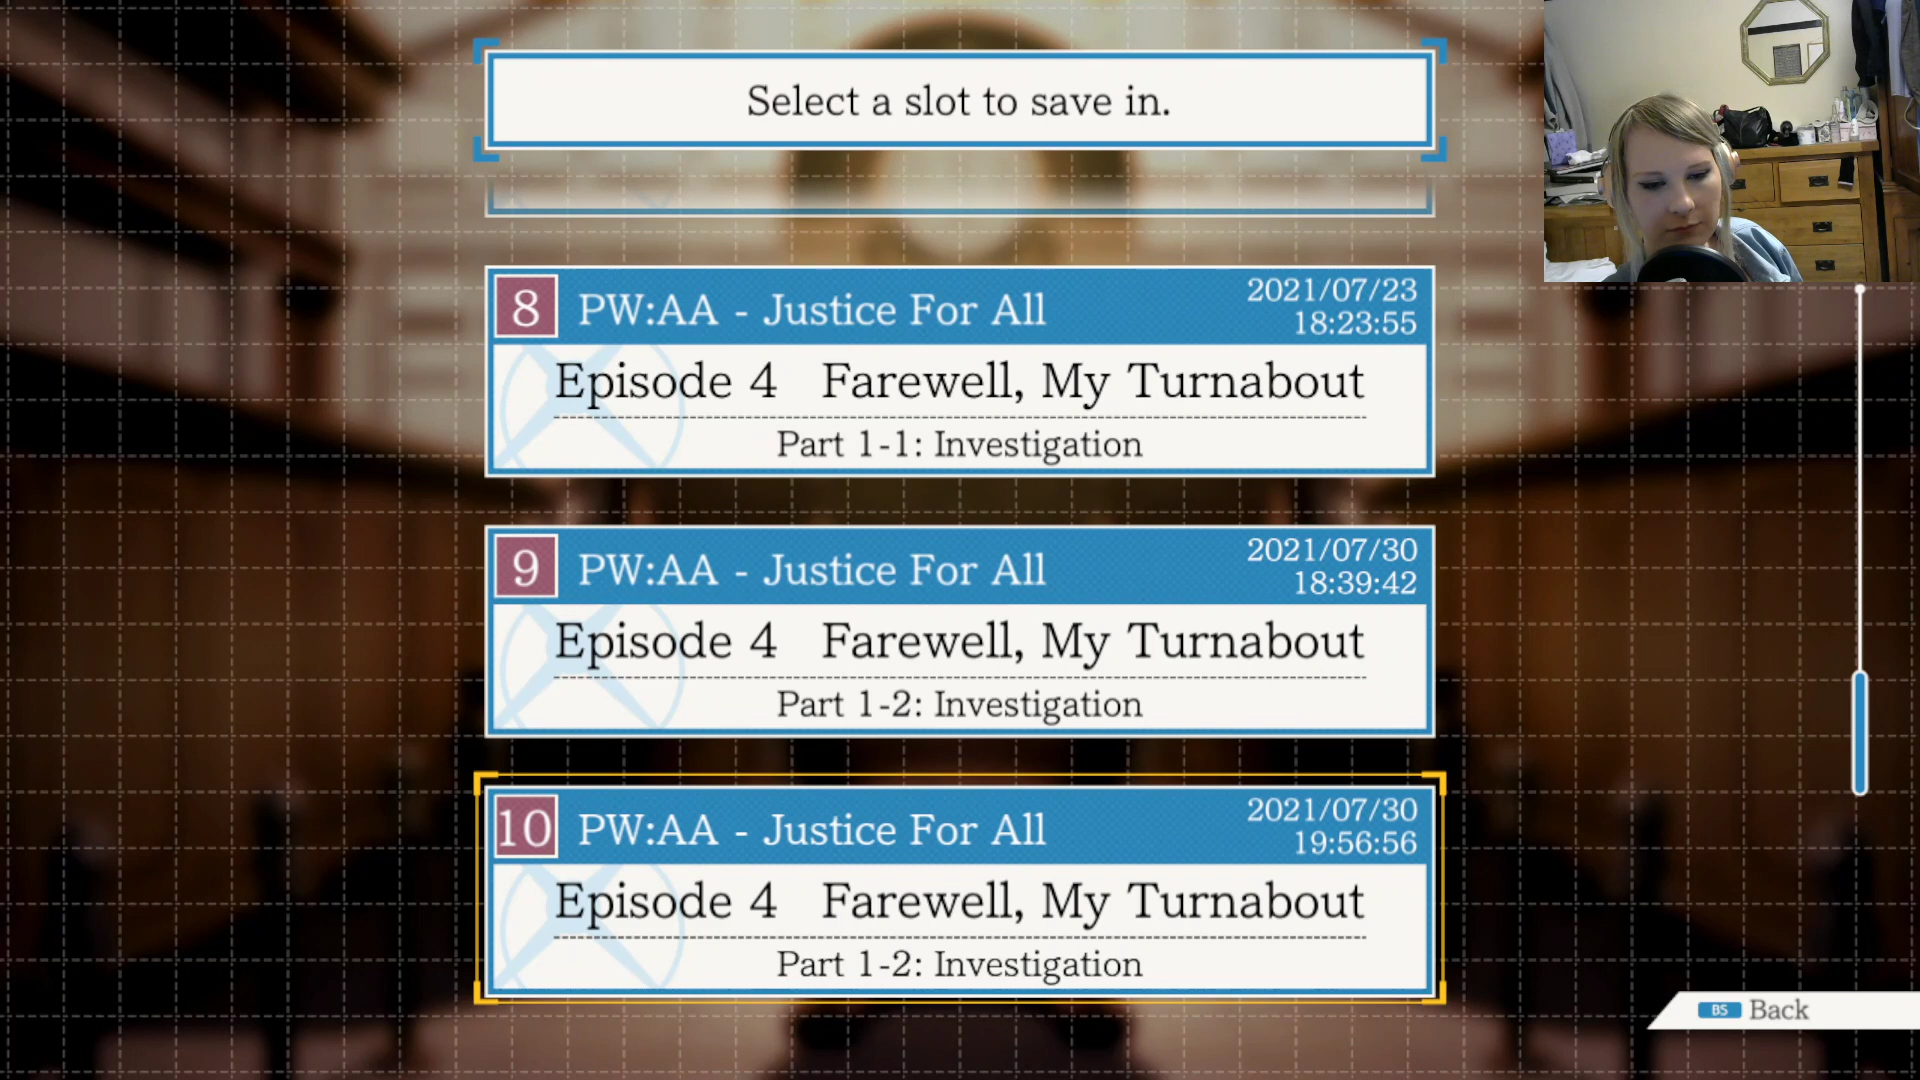 Select a slot to save in.
8 PW:AA - Justice For All 2021/07/23
18:23:55
Episode 4 Farewell, My Turnabout
Part 1-1: Investigation
9 PW:AA - Justice For All 2021/07/30
18:39:42
Episode 4 Farewell, My Turnabout
Part 1-2: Investigation
10 PW:AA - Justice For All 2021/07/30
19:56:56
Episode 4 Farewell, My Turnabout
Part 1-2: Investigation
BS Back